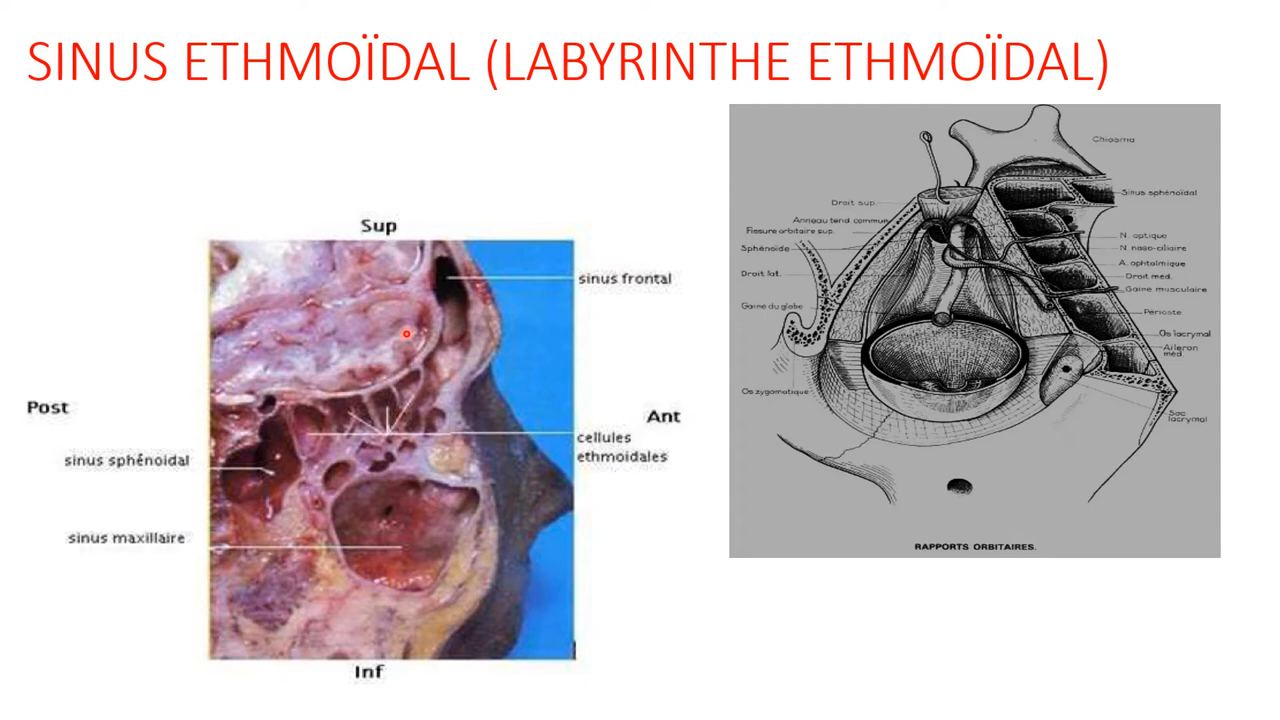 SINUS ETHMOÏDAL (LABYRINTHE ETHMOÏDAL)
Sup
sinus frontal
Post
Ant
cellules
ethmoidales
sinus sphénoidal
sinus maxillaire
Inf
Chiasma
Sinus sphénoïdal
Droit sup.
Anneau tend commun
Fissure orbitaire sup.
N. optique
Sphénoïde
N. naso-ciliaire
A. ophtalmique
Droit lat.
Droit med.
Gaine musculaire
Gaine du globe
Périoste
Os lacrymal
Aileron
méd.
Os zygomatique
Sac
lacrymal
RAPPORTS ORBITAIRES.